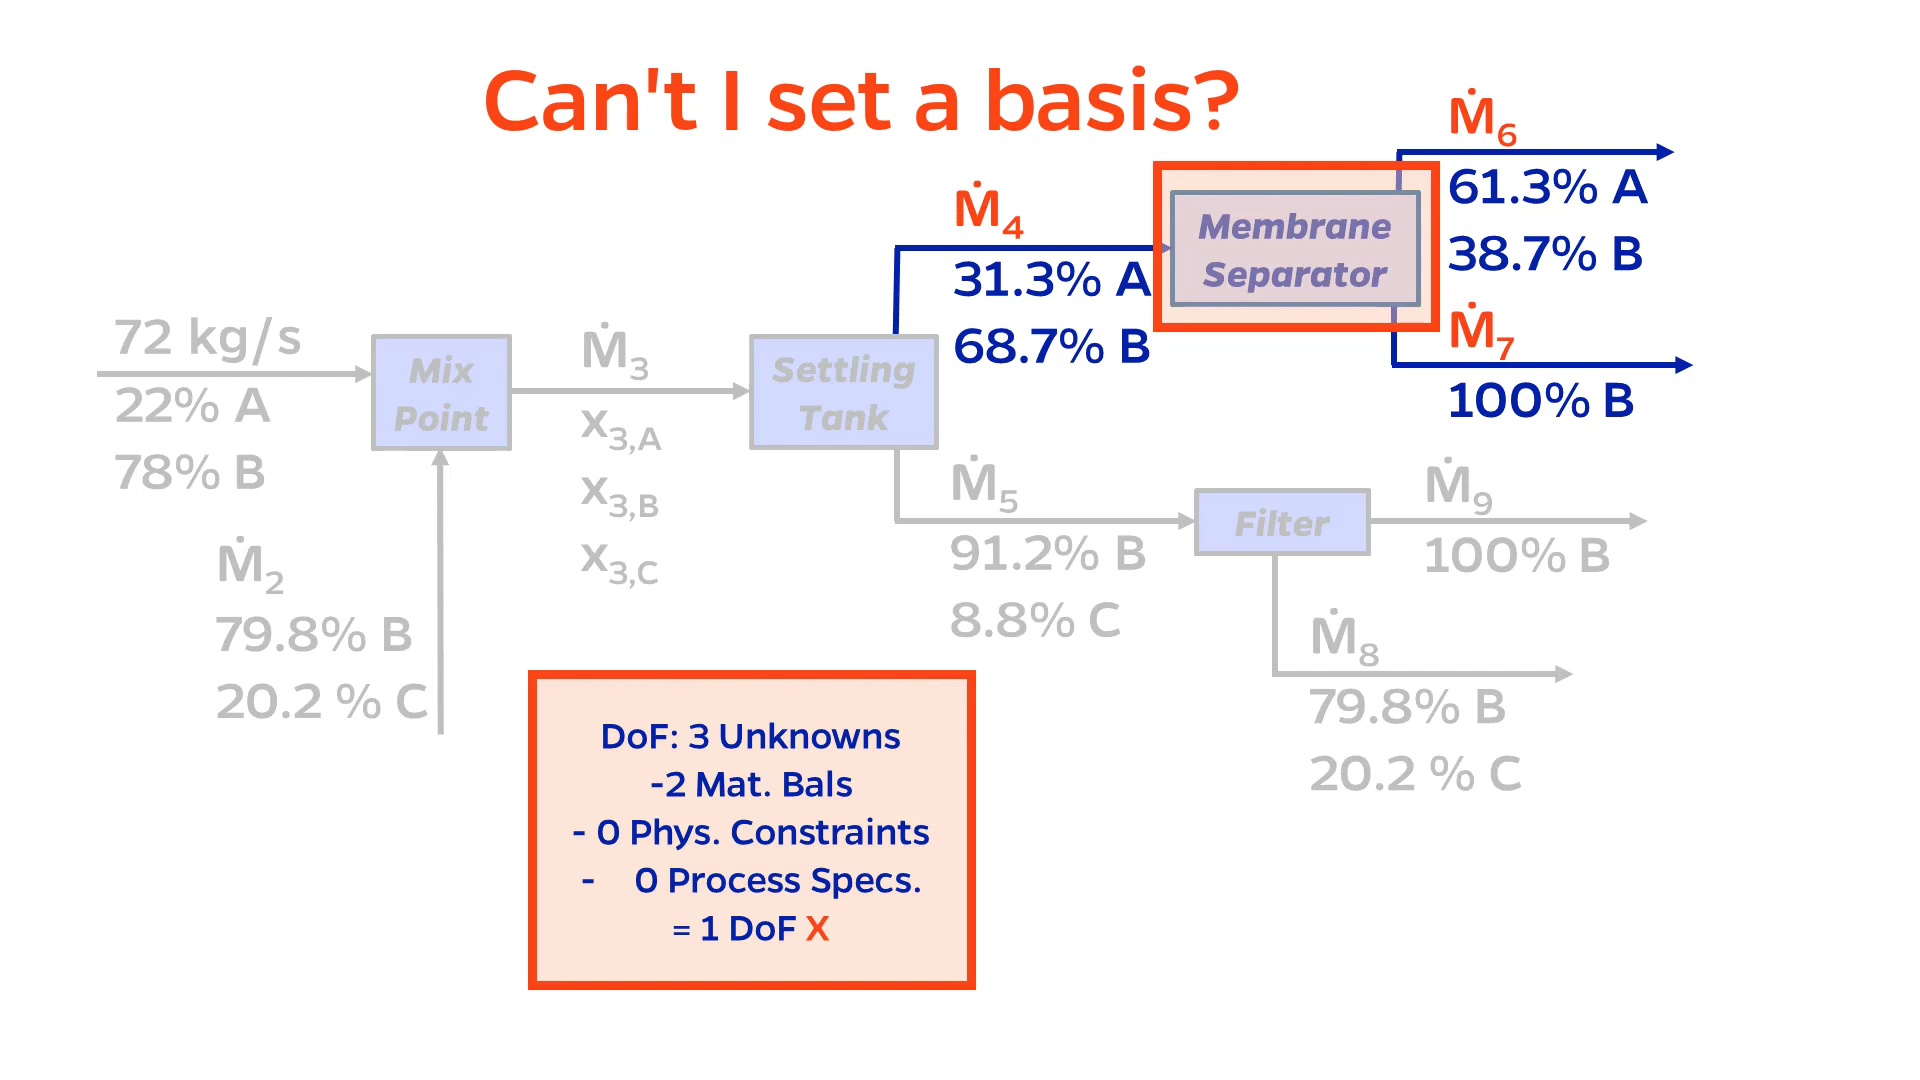 Can't I set a basis?
72 kg/s
22% A
78% B
Mix
Point
Ṁ2
79.8% B
20.2 % C
Ṁ3
x3,A
x3,B
x3,C
Settling
Tank
Ṁ4
31.3% A
68.7% B
Membrane
Separator
Ṁ6
61.3% A
38.7% B
Ṁ7
100% B
Ṁ5
91.2% B
8.8% C
Filter
Ṁ9
100% B
Ṁ8
79.8% B
20.2 % C
DoF: 3 Unknowns
-2 Mat. Bals
- 0 Phys. Constraints
- 0 Process Specs.
= 1 DoF X